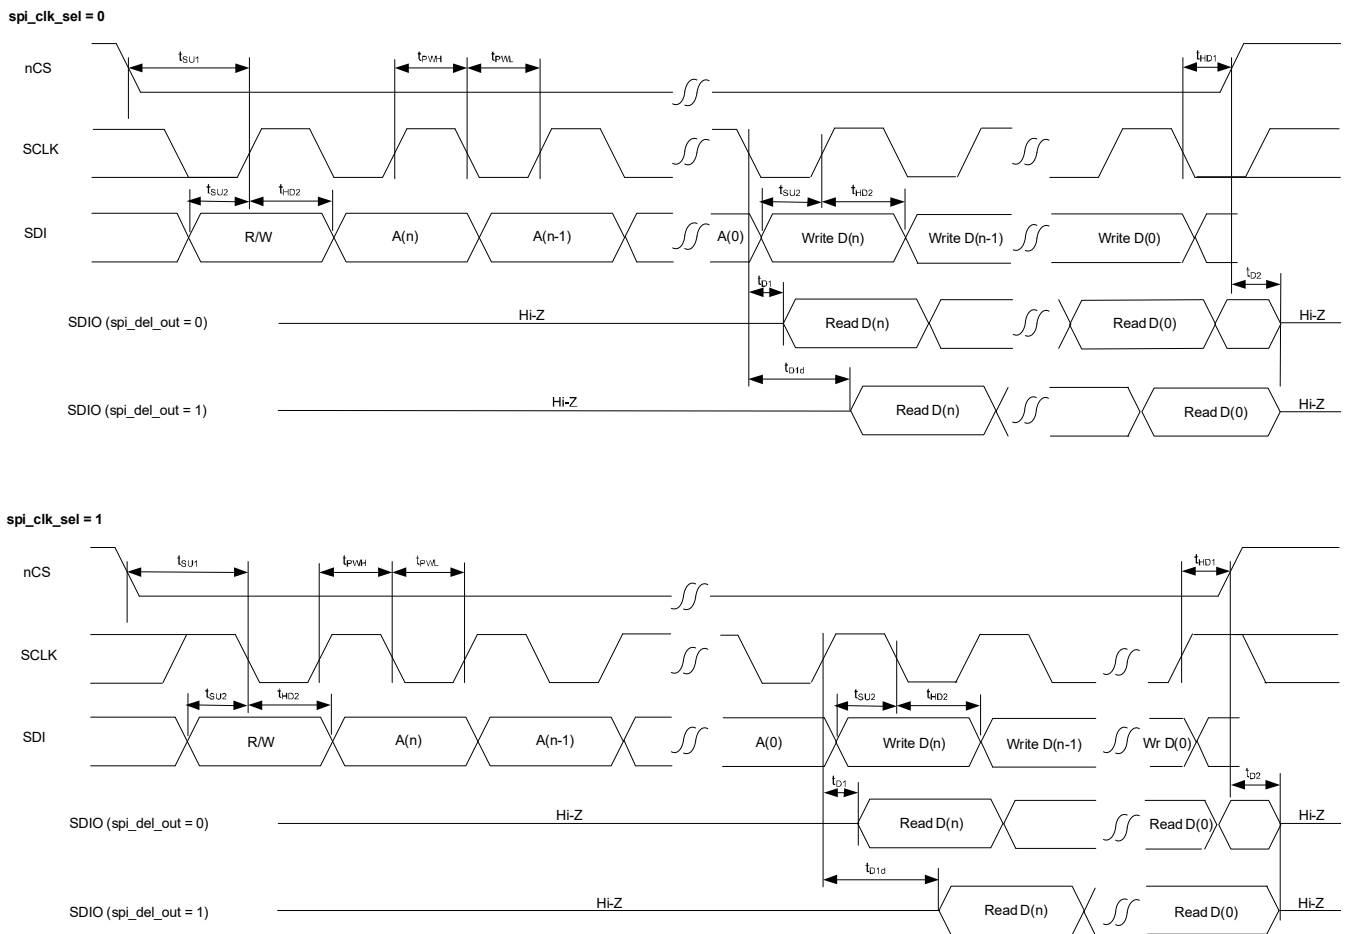 spi_clk_sel = 0
nCS
tSU1
tPWH
tPWL
tHD1
SCLK
tSU2
tHD2
tSU2
tHD2
SDI
R/W
A(n)
A(n-1)
A(0)
Write D(n)
Write D(n-1)
Write D(0)
tD1
tD2
SDIO (spi_del_out = 0)
Hi-Z
Read D(n)
Read D(0)
Hi-Z
tD1d
SDIO (spi_del_out = 1)
Hi-Z
Read D(n)
Read D(0)
Hi-Z
spi_clk_sel = 1
nCS
tSU1
tPWH
tPWL
tHD1
SCLK
tSU2
tHD2
tSU2
tHD2
SDI
R/W
A(n)
A(n-1)
A(0)
Write D(n)
Write D(n-1)
Wr D(0)
tD1
tD2
SDIO (spi_del_out = 0)
Hi-Z
Read D(n)
Read D(0)
Hi-Z
tD1d
SDIO (spi_del_out = 1)
Hi-Z
Read D(n)
Read D(0)
Hi-Z